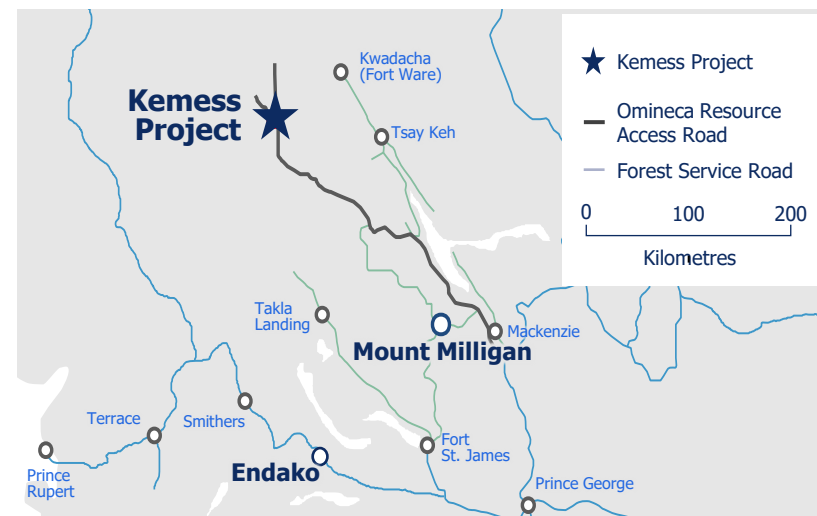 Kwadacha
(Fort Ware)
Kemess
Project
Tsay Keh
Kemess Project
Omineca Resource
Access Road
Forest Service Road
0 100 200
Kilometres
Takla
Landing
Mackenzie
Mount Milligan
Terrace
Smithers
Fort
St. James
Endako
Prince
Rupert
Prince George